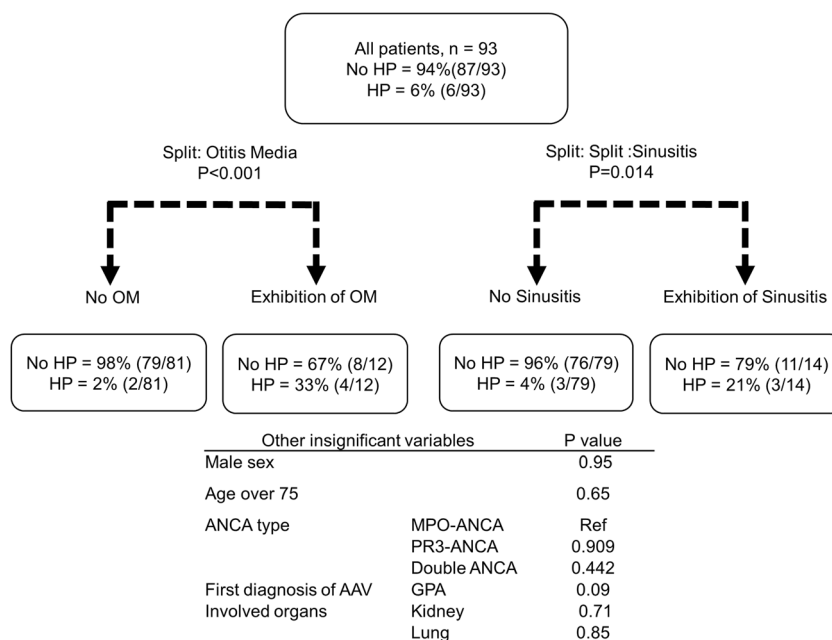 All patients, n = 93
No HP = 94%(87/93)
HP = 6% (6/93)
Split: Otitis Media
P<0.001
Split: Split :Sinusitis
P=0.014
No OM
Exhibition of OM
No Sinusitis
Exhibition of Sinusitis
No HP = 98% (79/81)
HP = 2% (2/81)
No HP = 67% (8/12)
HP = 33% (4/12)
No HP = 96% (76/79)
HP = 4% (3/79)
No HP = 79% (11/14)
HP = 21% (3/14)
Other insignificant variables P value
Male sex 0.95
Age over 75 0.65
ANCA type MPO-ANCA Ref
PR3-ANCA 0.909
Double ANCA 0.442
First diagnosis of AAV GPA 0.09
Involved organs Kidney 0.71
Lung 0.85